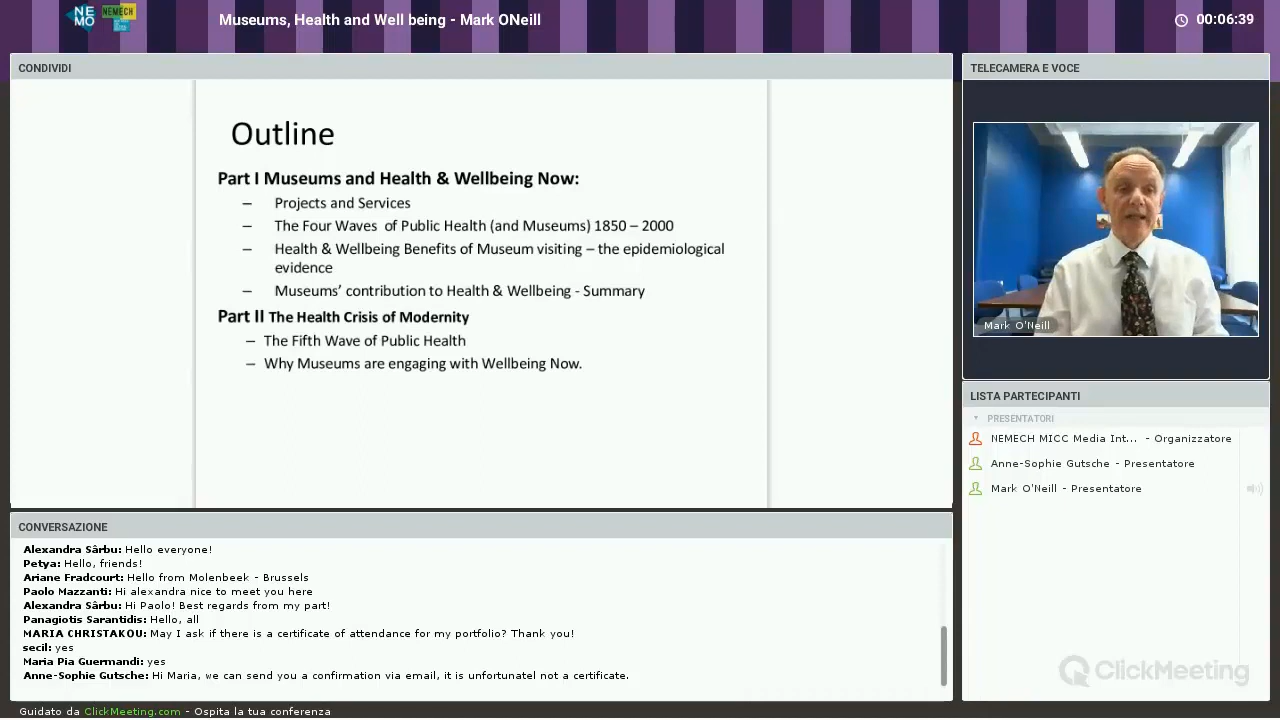 NE
MO
NEMECH
Museums, Health and Well being - Mark ONeill
00:06:39
CONDIVIDI
Outline
Part I Museums and Health & Wellbeing Now:
– Projects and Services
– The Four Waves of Public Health (and Museums) 1850 – 2000
– Health & Wellbeing Benefits of Museum visiting – the epidemiological
evidence
– Museums’ contribution to Health & Wellbeing - Summary
Part II The Health Crisis of Modernity
– The Fifth Wave of Public Health
– Why Museums are engaging with Wellbeing Now.
CONVERSAZIONE
Alexandra Sârbu: Hello everyone!
Petya: Hello, friends!
Ariane Fradcourt: Hello from Molenbeek - Brussels
Paolo Mazzanti: Hi alexandra nice to meet you here
Alexandra Sârbu: Hi Paolo! Best regards from my part!
Panagiotis Sarantidis: Hello, all
MARIA CHRISTAKOU: May I ask if there is a certificate of attendance for my portfolio? Thank you!
secil: yes
Maria Pia Guermandi: yes
Anne-Sophie Gutsche: Hi Maria, we can send you a confirmation via email, it is unfortunatel not a certificate.
TELECAMERA E VOCE
Mark O'Neill
LISTA PARTECIPANTI
PRESENTATORI
NEMECH MICC Media Int... - Organizzatore
Anne-Sophie Gutsche - Presentatore
Mark O'Neill - Presentatore
ClickMeeting
Guidato da ClickMeeting.com - Ospita la tua conferenza